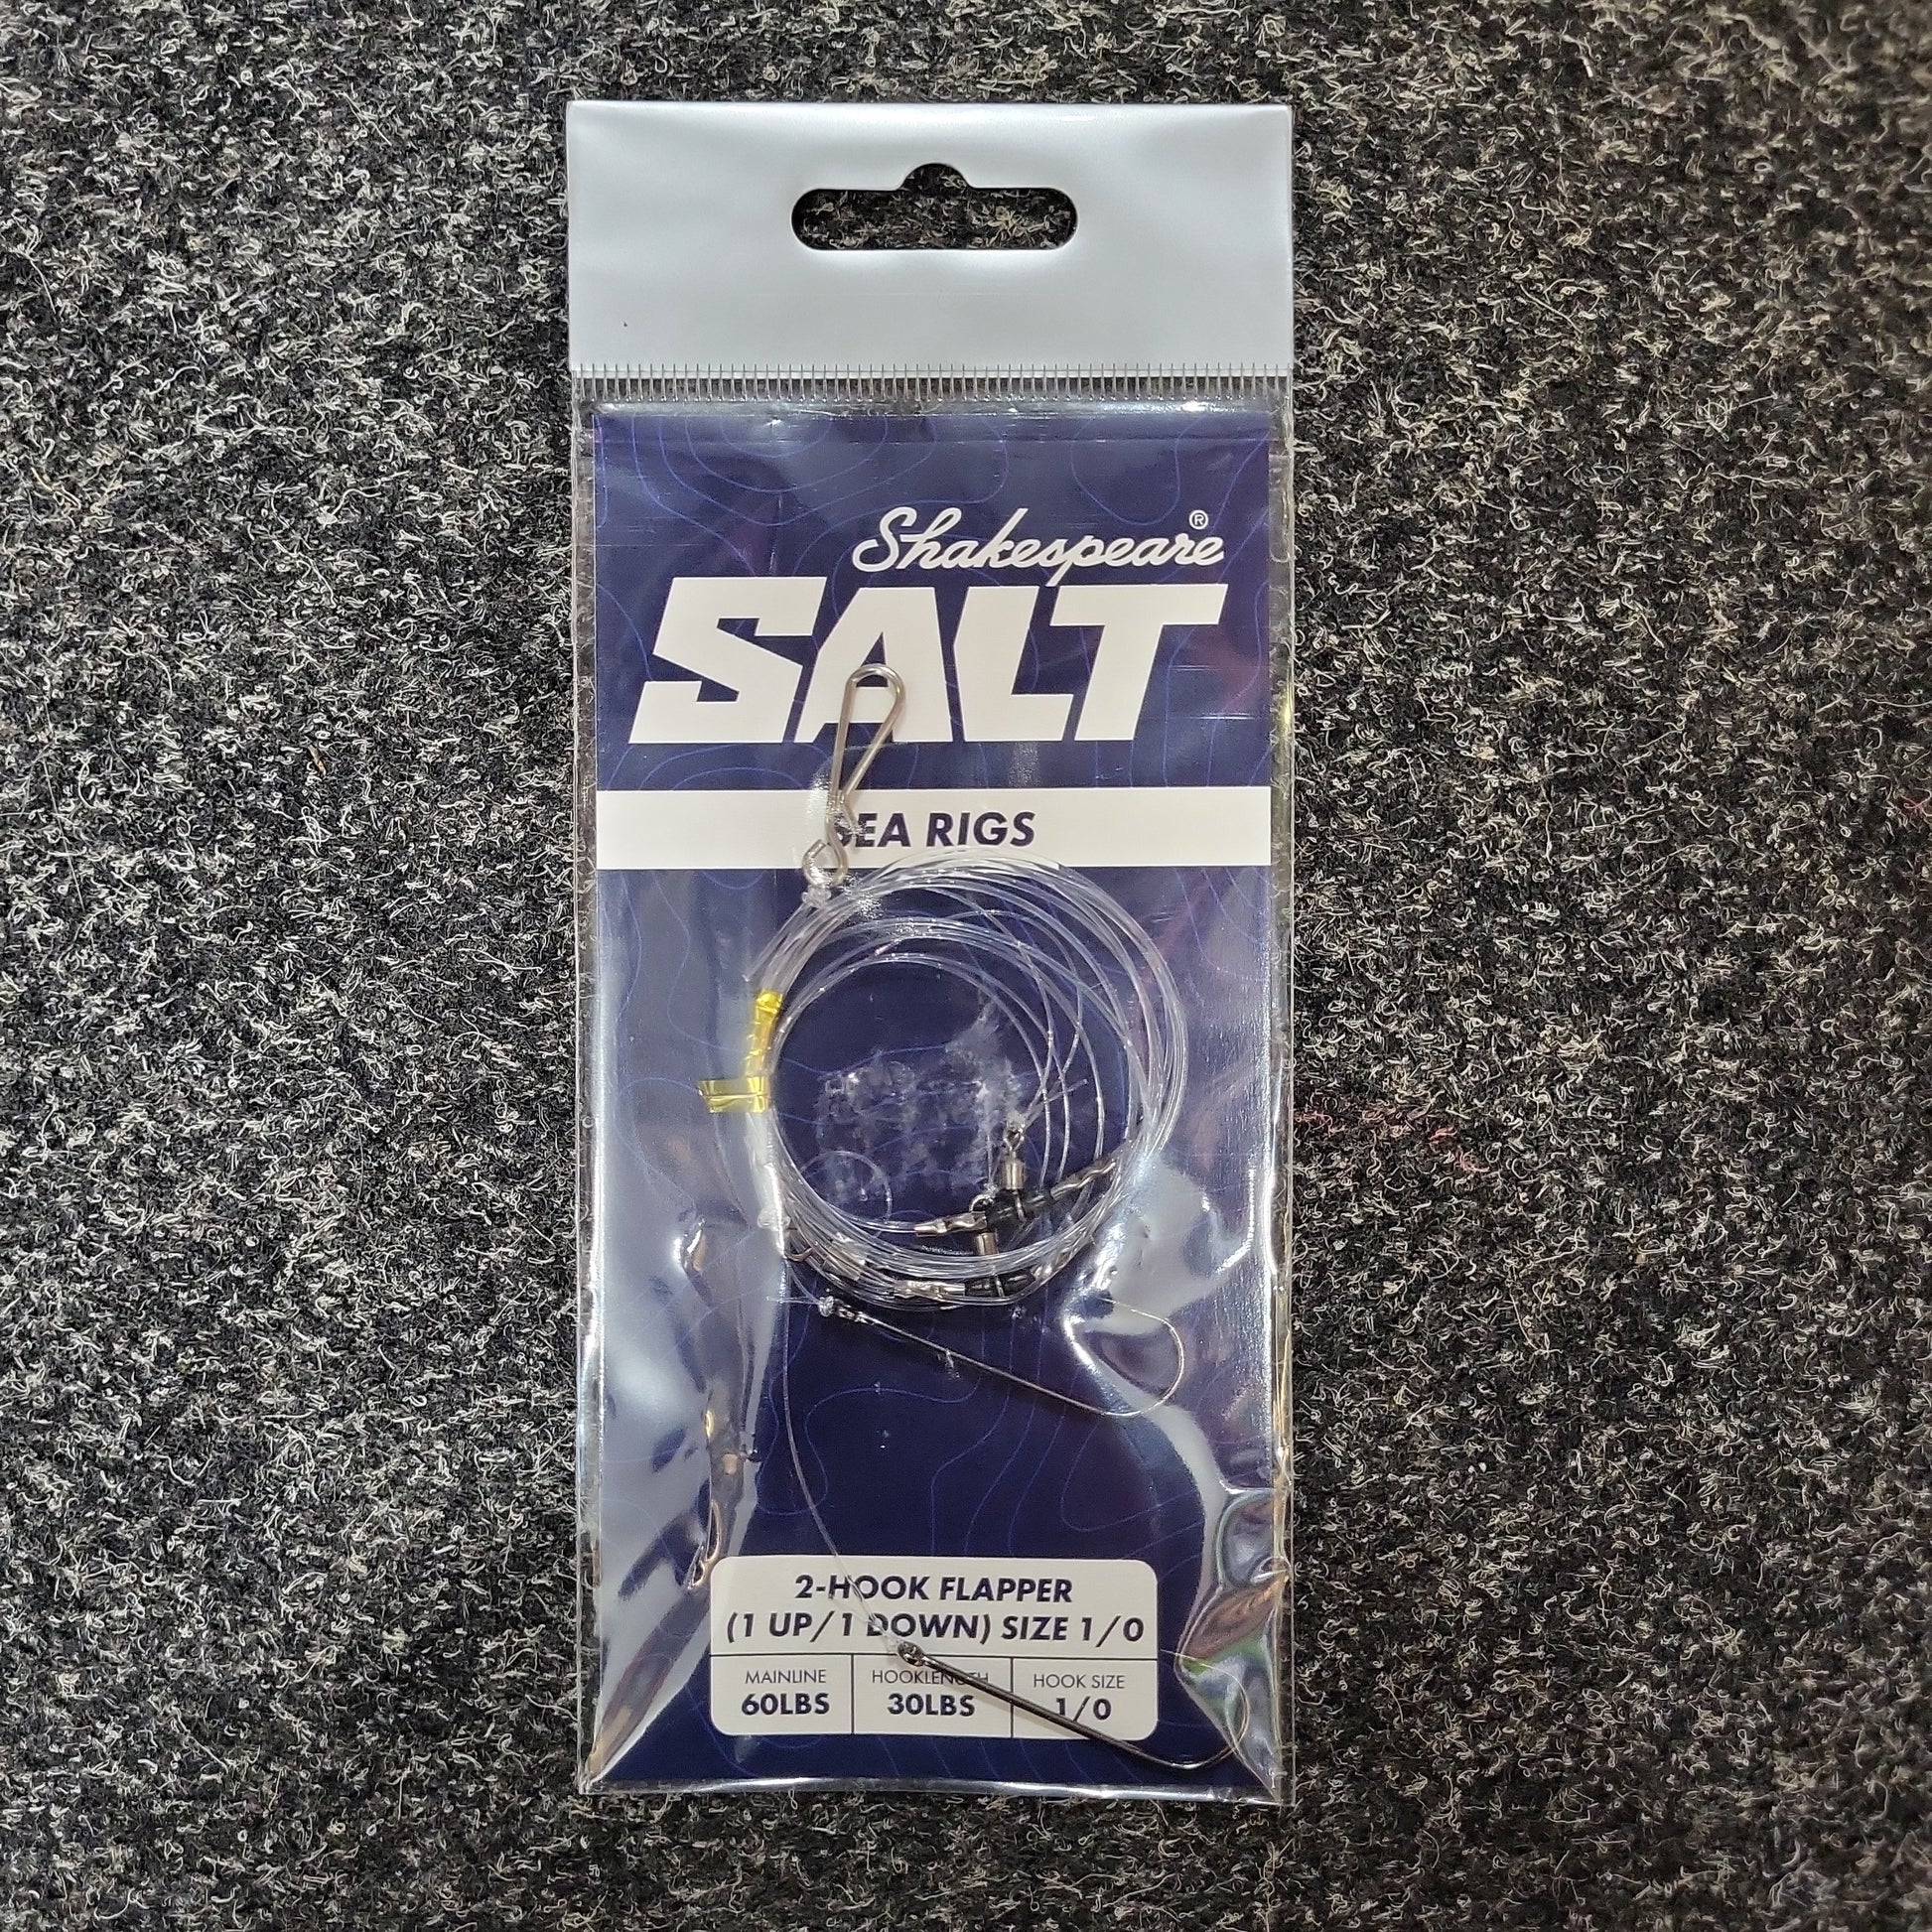 Shakespeare®
SALT
SEA RIGS
2-HOOK FLAPPER
(1 UP/1 DOWN) SIZE 1/0
MAINLINE HOOKLENGTH HOOK SIZE
60LBS 30LBS 1/0